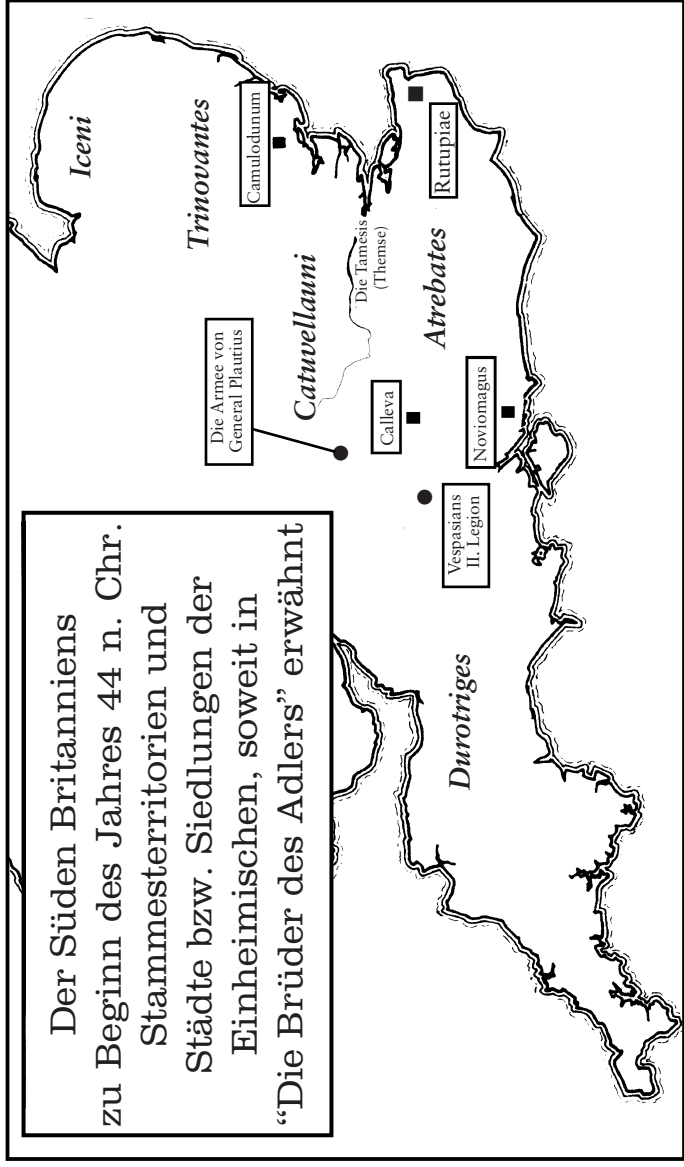 Der Süden Britanniens
zu Beginn des Jahres 44 n. Chr.
Stammesterritorien und
Städte bzw. Siedlungen der
Einheimischen, soweit in
“Die Brüder des Adlers” erwähnt
Iceni
Trinovantes
Camulodunum
Die Armee von
General Plautius
Catuvellauni
Die Tamesis
(Themse)
Calleva
Atrebates
Rutupiae
Vespasians
II. Legion
Noviomagus
Durotriges